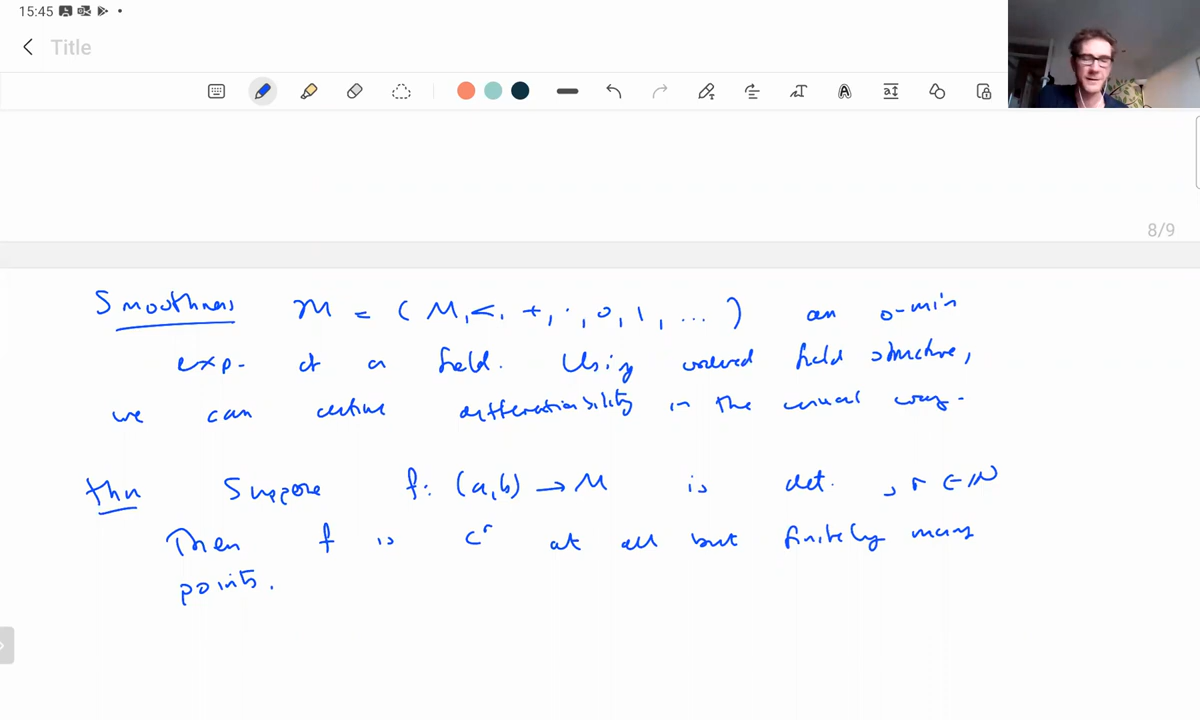 15:45
Title
8/9
Smoothness M = (M, <, +, ·, 0, 1, ...) an o-min
exp. of a field. Using ordered field structure,
we can define differentiability in the usual way.
thm Suppose f: (a,b) → M is def. , r ∈ ℕ
Then f is Cʳ at all but finitely many
points.